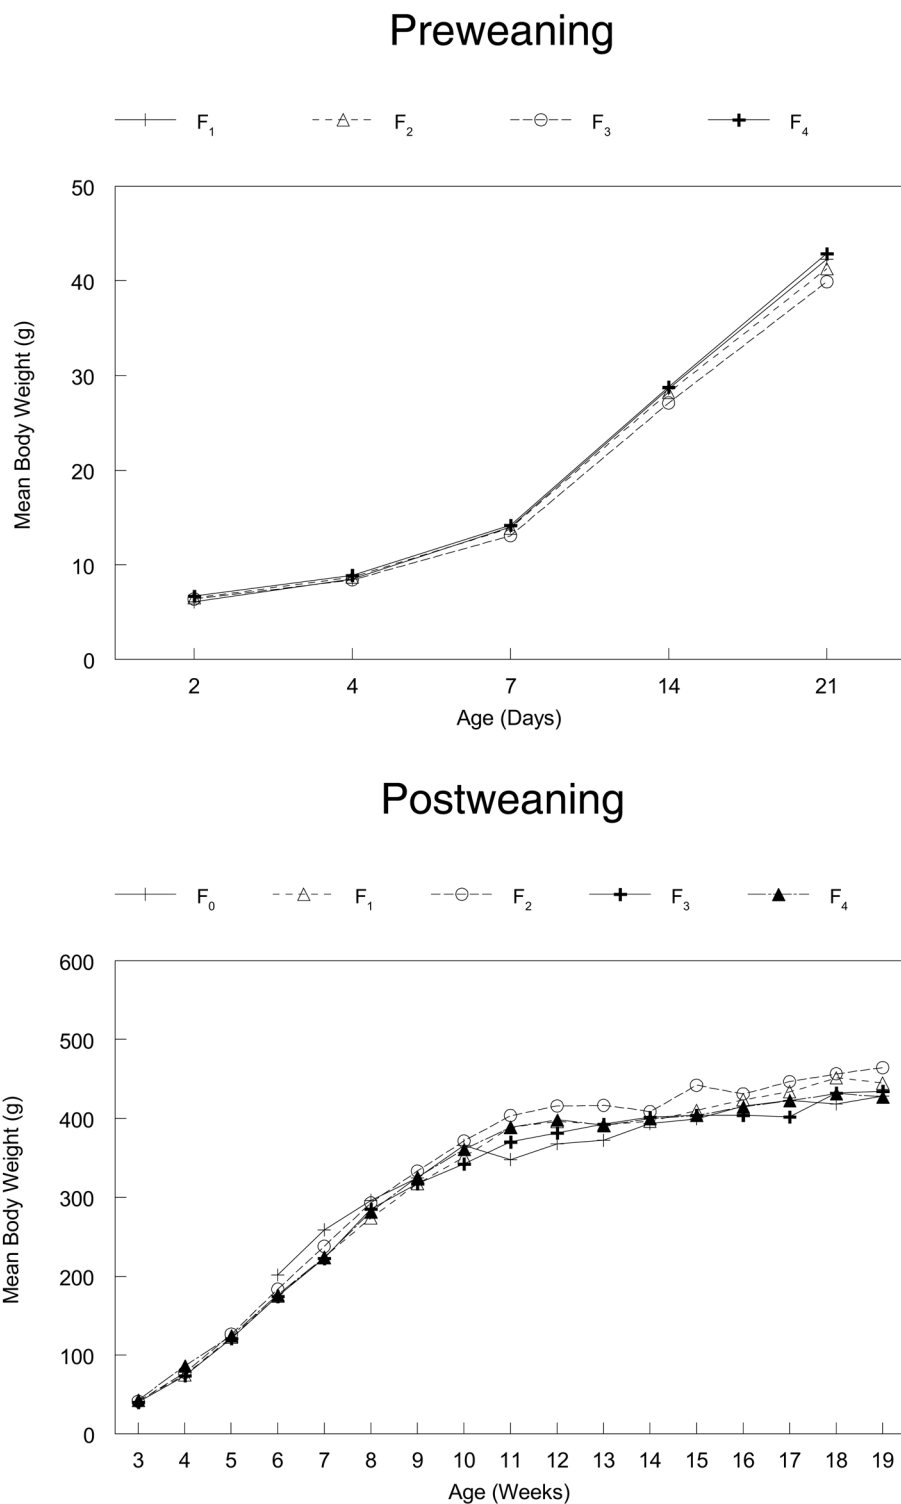 Preweaning
F1 F2 F3 F4
50
40
30
20
10
0
Mean Body Weight (g)
2 4 7 14 21
Age (Days)
Postweaning
F0 F1 F2 F3 F4
600
500
400
300
200
100
0
Mean Body Weight (g)
3 4 5 6 7 8 9 10 11 12 13 14 15 16 17 18 19
Age (Weeks)